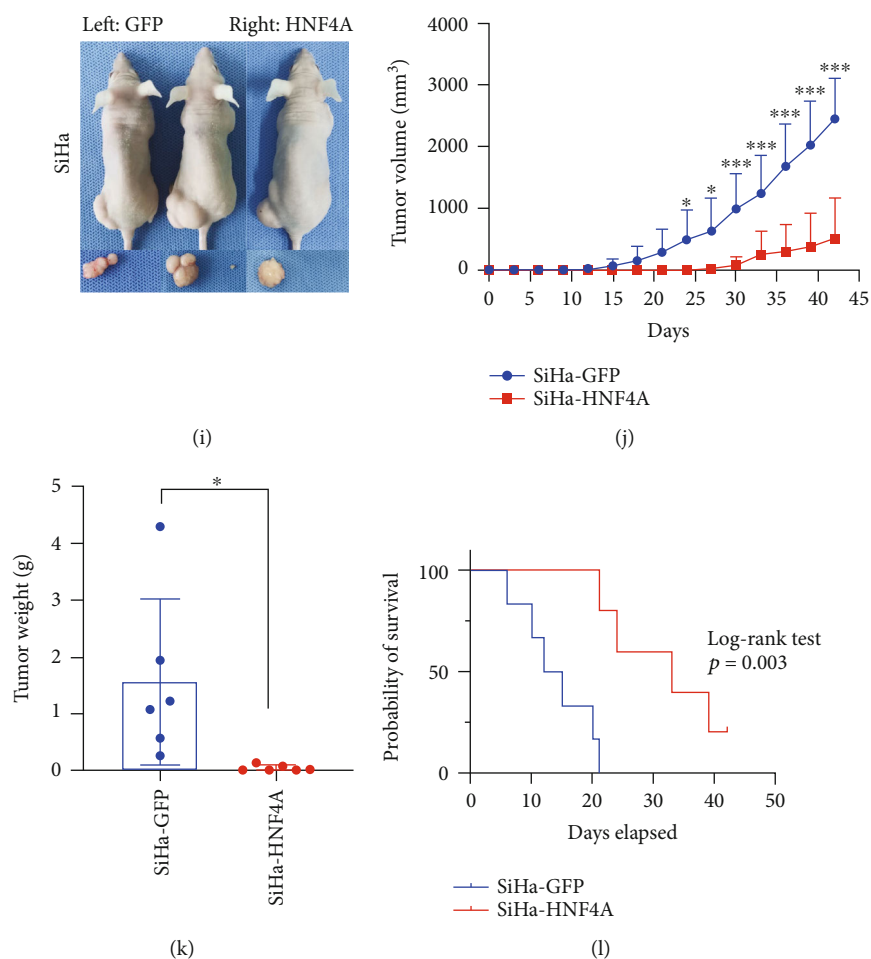 Left: GFP Right: HNF4A
SiHa
(i)
Tumor volume (mm³)
4000
3000
2000
1000
0
* * *** *** *** *** ***
0 5 10 15 20 25 30 35 40 45
Days
SiHa-GFP
SiHa-HNF4A
(j)
Tumor weight (g)
5
4
3
2
1
0
*
SiHa-GFP
SiHa-HNF4A
(k)
Probability of survival
100
50
0
Log-rank test
p = 0.003
0 10 20 30 40 50
Days elapsed
SiHa-GFP
SiHa-HNF4A
(l)